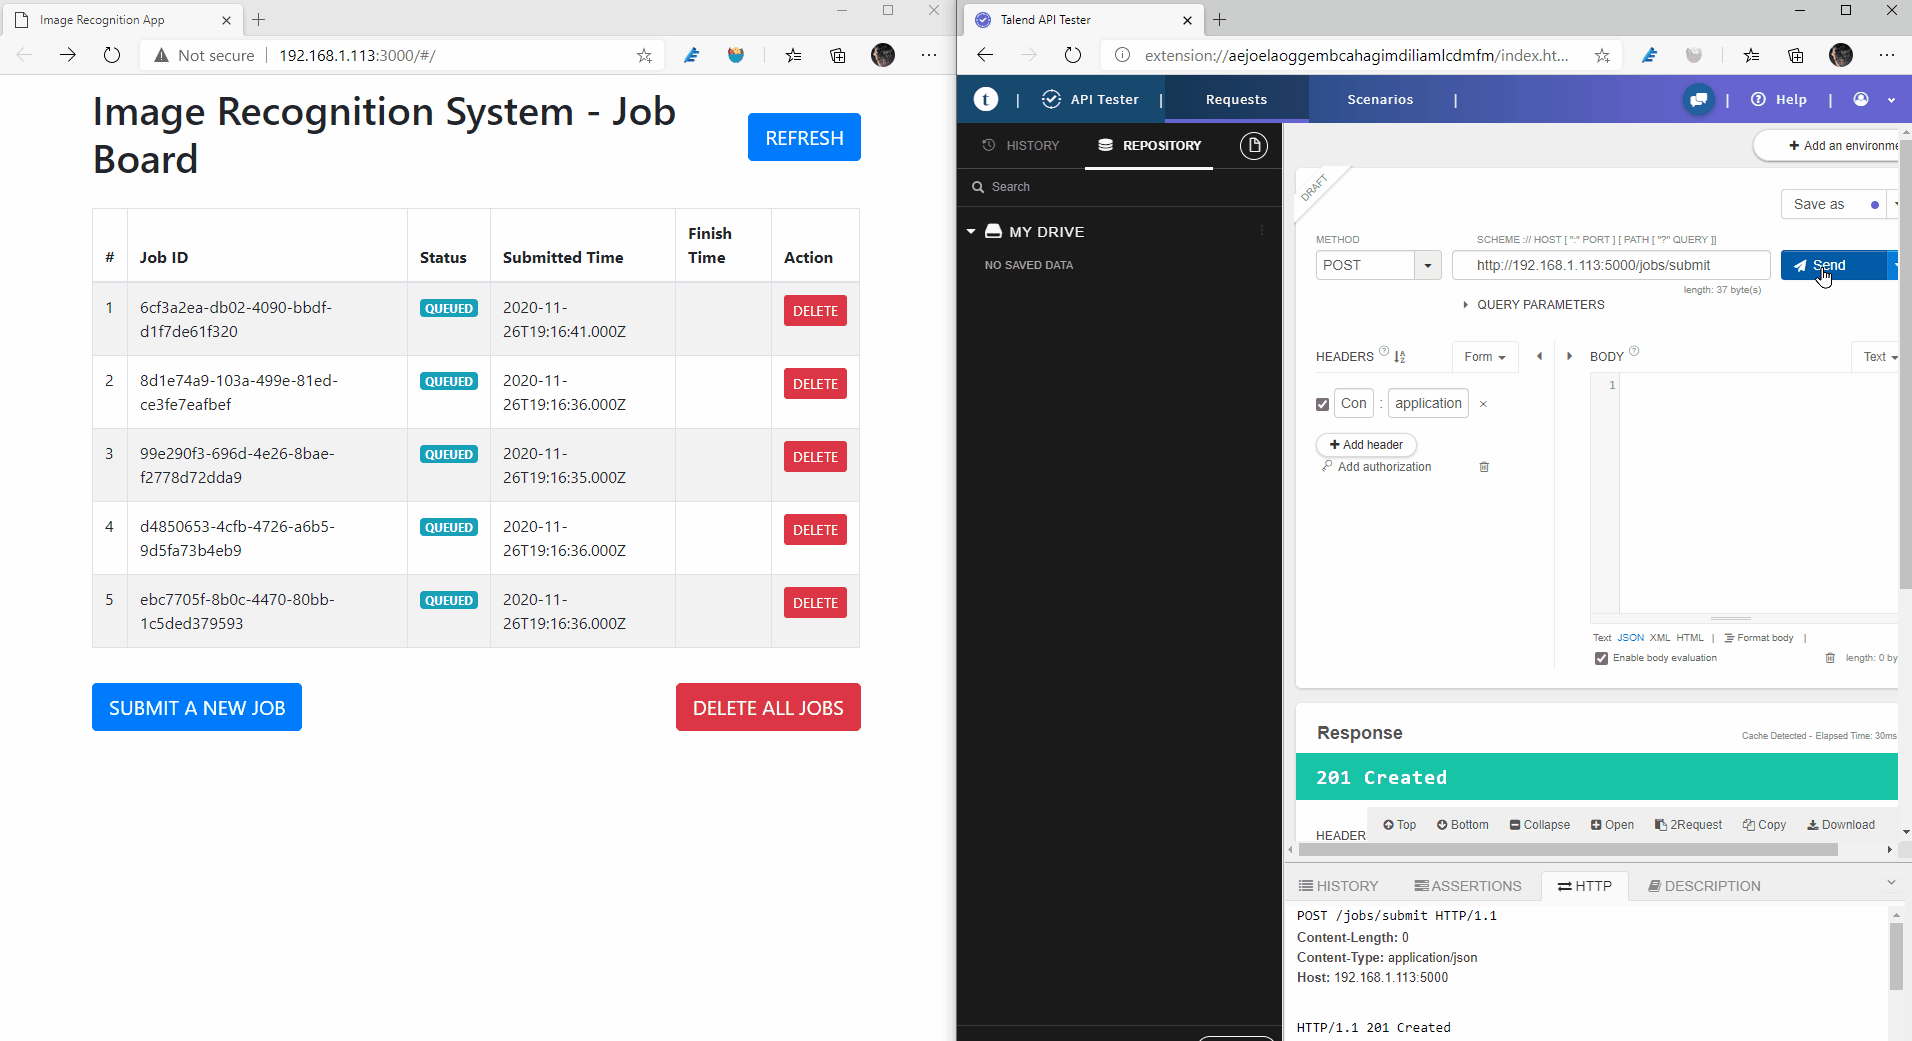 Image Recognition App
Not secure
192.168.1.113:3000/#/
Image Recognition System - Job
Board
REFRESH
# Job ID Status Submitted Time Finish Time Action
1 6cf3a2ea-db02-4090-bbdf-
d1f7de61f320
QUEUED
2020-11-
26T19:16:41.000Z
DELETE
2 8d1e74a9-103a-499e-81ed-
ce3fe7eafbef
QUEUED
2020-11-
26T19:16:36.000Z
DELETE
3 99e290f3-696d-4e26-8bae-
f2778d72dda9
QUEUED
2020-11-
26T19:16:35.000Z
DELETE
4 d4850653-4cfb-4726-a6b5-
9d5fa73b4eb9
QUEUED
2020-11-
26T19:16:36.000Z
DELETE
5 ebc7705f-8b0c-4470-80bb-
1c5ded379593
QUEUED
2020-11-
26T19:16:36.000Z
DELETE
SUBMIT A NEW JOB
DELETE ALL JOBS
Talend API Tester
extension://aejoelaoggembcahagimdiliamlcdmfm/index.ht...
t | API Tester | Requests Scenarios | | Help |
HISTORY REPOSITORY
Search
MY DRIVE
NO SAVED DATA
Add an environme
DRAFT
Save as
METHOD
SCHEME :// HOST [ ":" PORT ] [ PATH [ "?" QUERY ]]
POST
http://192.168.1.113:5000/jobs/submit
Send
length: 37 byte(s)
QUERY PARAMETERS
HEADERS ? Form
BODY ? Text
Con : application ×
1
Add header
Add authorization
Text JSON XML HTML | Format body |
Enable body evaluation
length: 0 by
Response
Cache Detected - Elapsed Time: 30ms
201 Created
HEADER
Top Bottom Collapse Open 2Request Copy Download
HISTORY ASSERTIONS HTTP DESCRIPTION
POST /jobs/submit HTTP/1.1
Content-Length: 0
Content-Type: application/json
Host: 192.168.1.113:5000
HTTP/1.1 201 Created